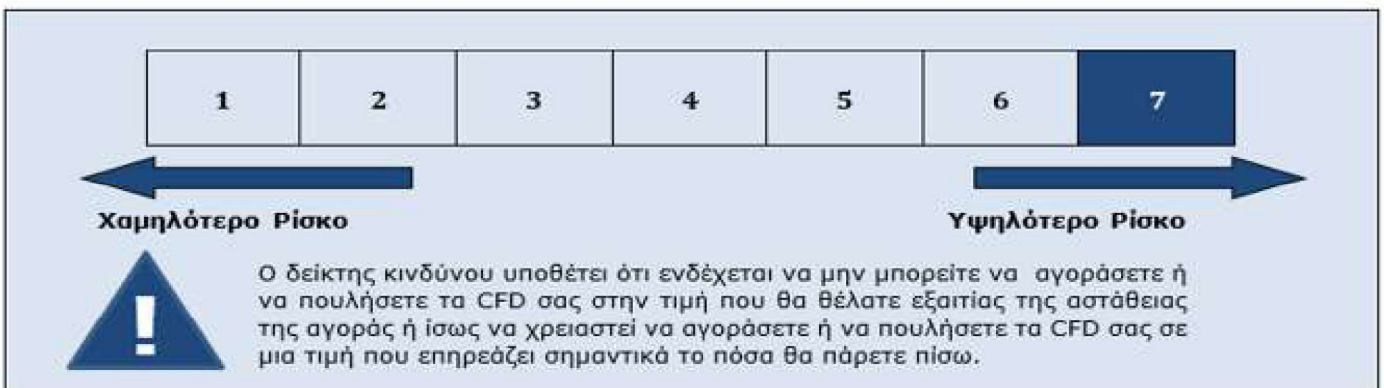 1 2 3 4 5 6 7
Χαμηλότερο Ρίσκο Υψηλότερο Ρίσκο
Ο δείκτης κινδύνου υποθέτει ότι ενδέχεται να μην μπορείτε να αγοράσετε ή
να πουλήσετε τα CFD σας στην τιμή που θα θέλατε εξαιτίας της αστάθειας
της αγοράς ή ίσως να χρειαστεί να αγοράσετε ή να πουλήσετε τα CFD σας σε
μια τιμή που επηρεάζει σημαντικά το πόσα θα πάρετε πίσω.